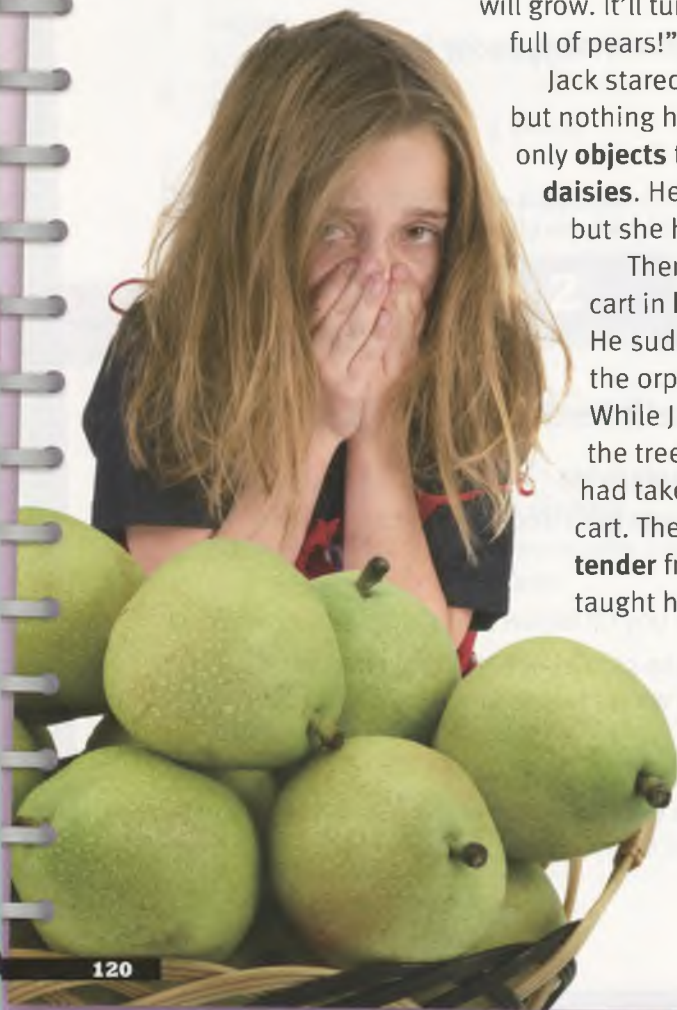 will grow. It'll tu
full of pears!"
Jack stared
but nothing h
only objects
daisies. He
but she h
Ther
cart in
He sud
the orp
While J
the tree
had take
cart. The
tender fr
taught h
120